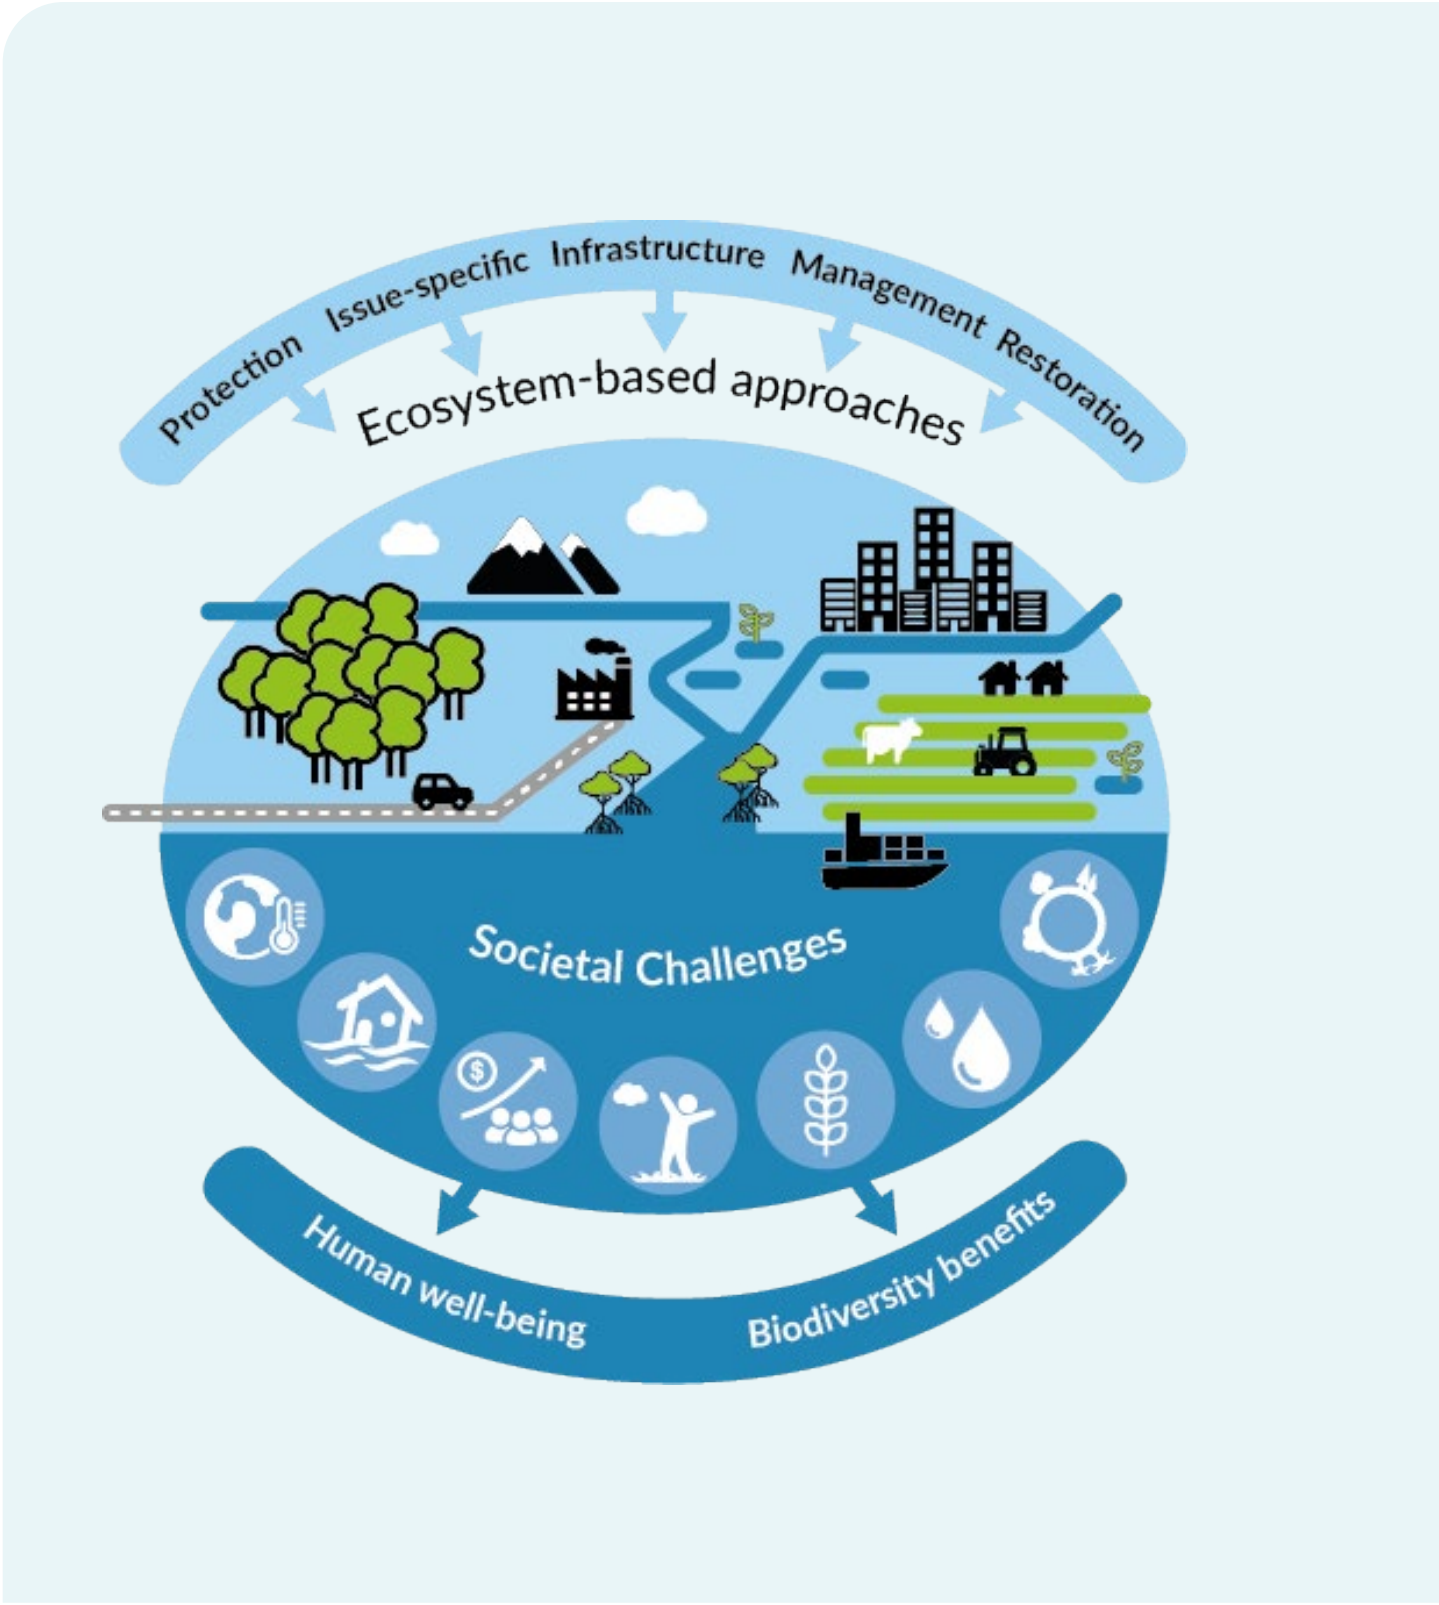 Protection Issue-specific Infrastructure Management Restoration
Ecosystem-based approaches
Societal Challenges
$
Human well-being Biodiversity benefits